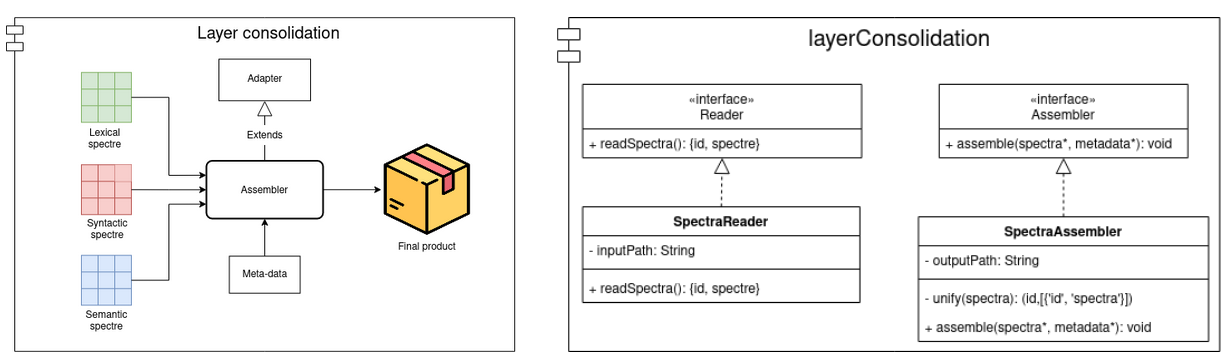 Layer consolidation
Adapter
Extends
Lexical
spectre
Assembler
Syntactic
spectre
Final product
Meta-data
Semantic
spectre
layerConsolidation
«interface»
Reader
+ readSpectra(): {id, spectre}
«interface»
Assembler
+ assemble(spectra*, metadata*): void
SpectraReader
- inputPath: String
+ readSpectra(): {id, spectre}
SpectraAssembler
- outputPath: String
- unify(spectra): (id,[{'id', 'spectra'}])
+ assemble(spectra*, metadata*): void